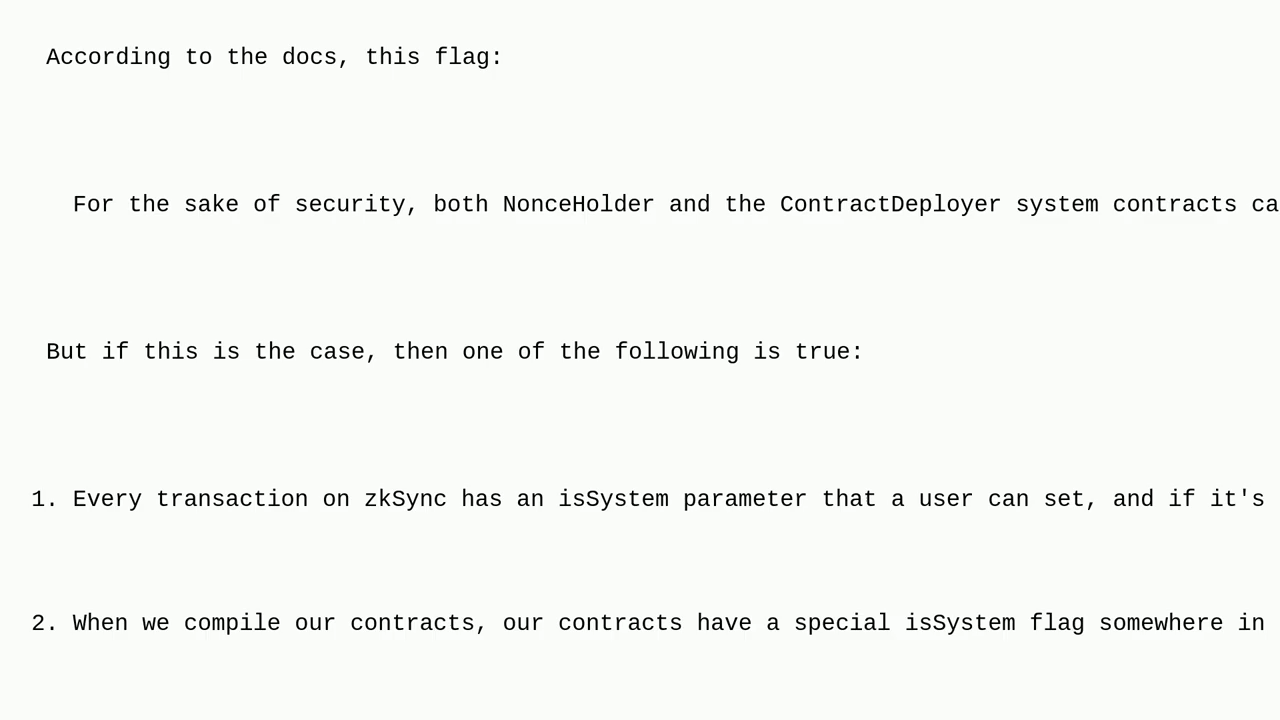 According to the docs, this flag:
For the sake of security, both NonceHolder and the ContractDeployer system contracts ca
But if this is the case, then one of the following is true:
1. Every transaction on zkSync has an isSystem parameter that a user can set, and if it's
2. When we compile our contracts, our contracts have a special isSystem flag somewhere in